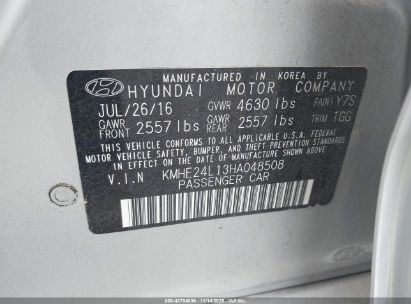 MANUFACTURED IN KOREA BY
HYUNDAI MOTOR COMPANY
JUL/26/16 GVWR 4630 lbs PAINT Y7S
GAWR FRONT 2557 lbs GAWR REAR 2557 lbs TRIM TGG
THIS VEHICLE CONFORMS TO ALL APPLICABLE U.S.A. FEDERAL
MOTOR VEHICLE SAFETY, BUMPER, AND THEFT PREVENTION STANDARDS
IN EFFECT ON THE DATE OF MANUFACTURE SHOWN ABOVE.
V.I.N KMHE24L13HA048508
PASSENGER CAR